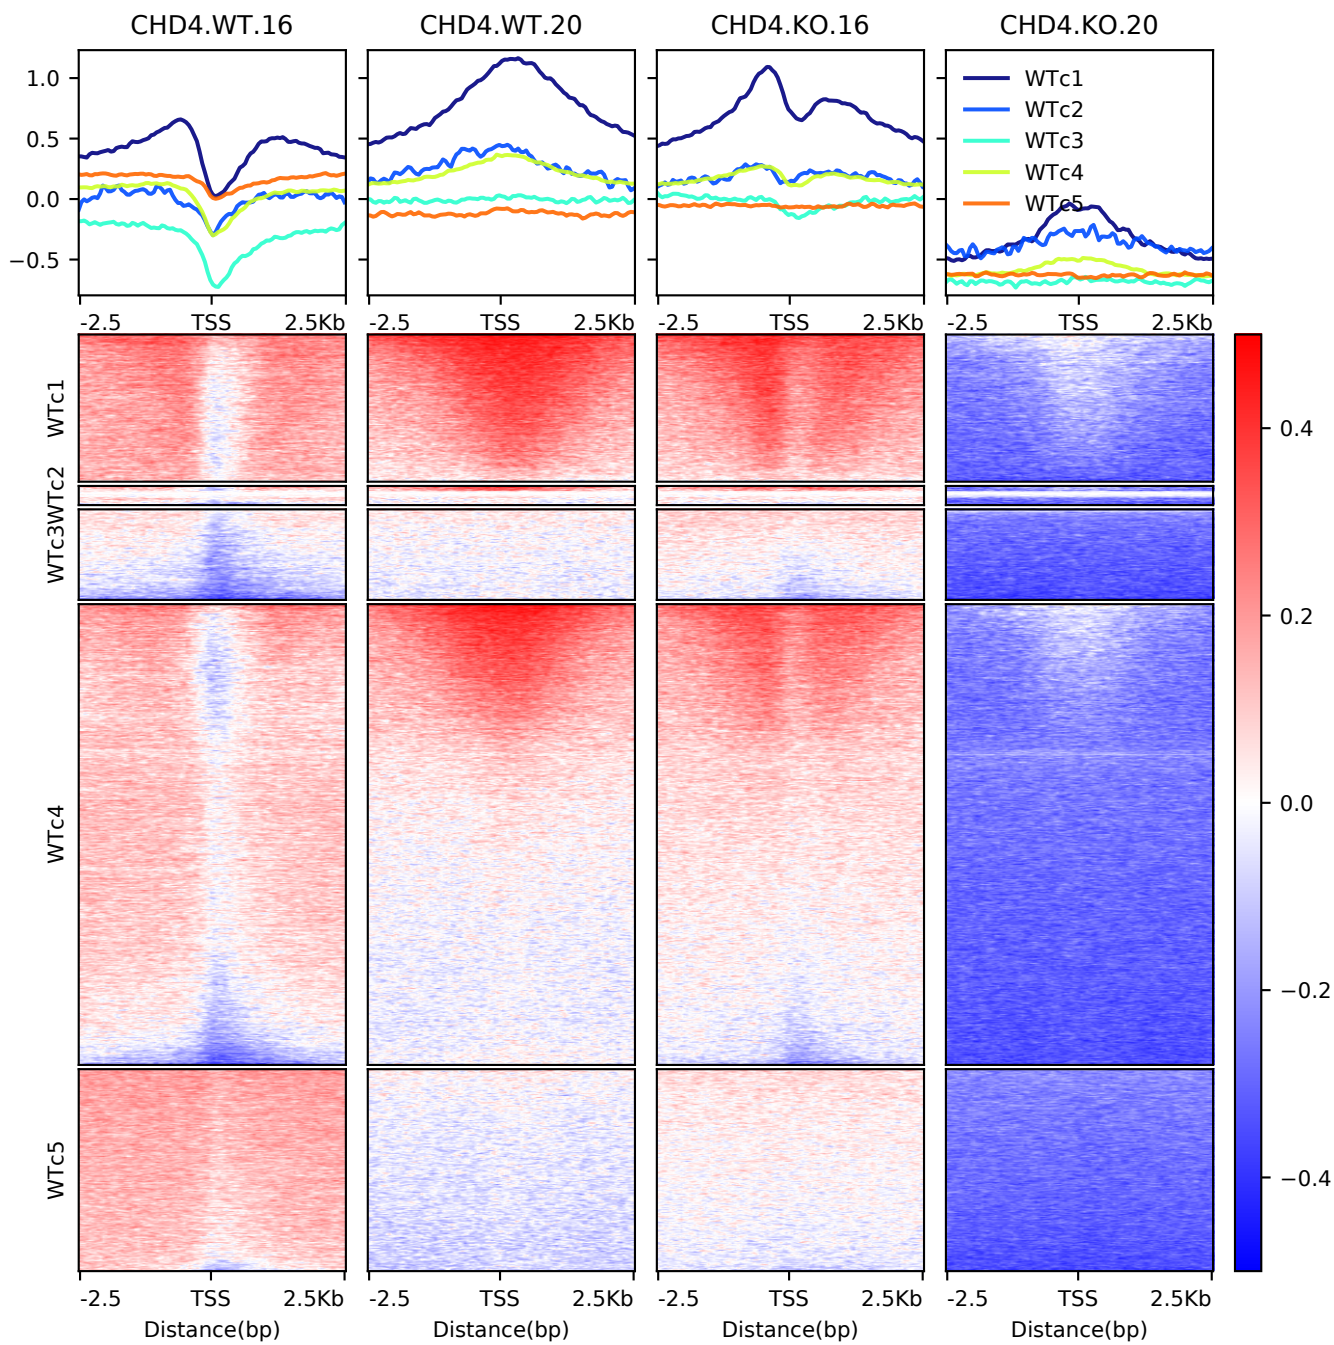 CHD4.WT.16 CHD4.WT.20 CHD4.KO.16 CHD4.KO.20
1.0
0.5
0.0
−0.5
WTc1
WTc2
WTc3
WTc4
WTc5
-2.5 TSS 2.5Kb -2.5 TSS 2.5Kb -2.5 TSS 2.5Kb -2.5 TSS 2.5Kb
WTc1
WTc2
WTc3
WTc4
WTc5
0.4
0.2
0.0
−0.2
−0.4
-2.5 TSS 2.5Kb -2.5 TSS 2.5Kb -2.5 TSS 2.5Kb -2.5 TSS 2.5Kb
Distance(bp) Distance(bp) Distance(bp) Distance(bp)